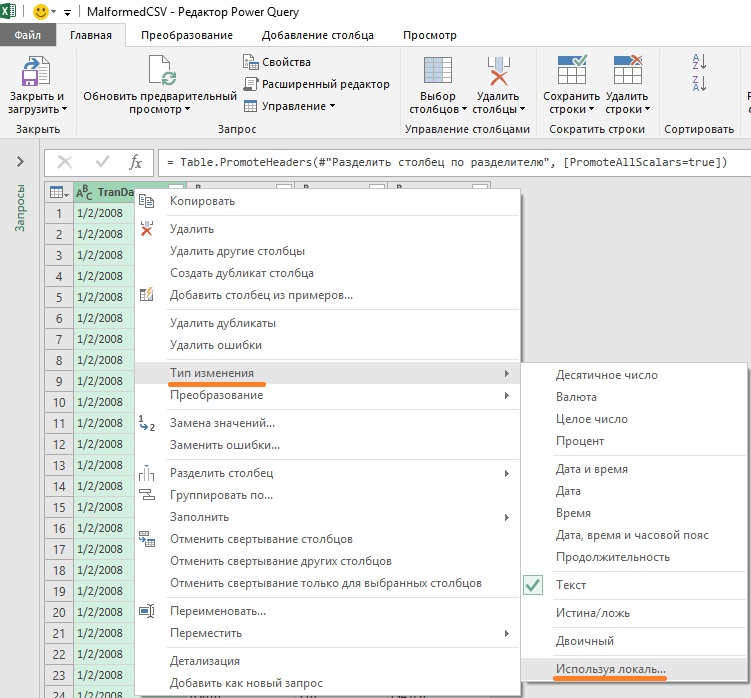 MalformedCSV - Редактор Power Query
Файл Главная Преобразование Добавление столбца Просмотр
Закрыть и загрузить
Обновить предварительный просмотр
Свойства
Расширенный редактор
Управление
Выбор столбцов
Удалить столбцы
Сохранить строки
Удалить строки
Закрыть Запрос Управление столбцами Сократить строки Сортировать
= Table.PromoteHeaders(#"Разделить столбец по разделителю", [PromoteAllScalars=true])
Запросы
TranDa
1 1/2/2008
2 1/2/2008
3 1/2/2008
4 1/2/2008
5 1/2/2008
6 1/2/2008
7 1/2/2008
8 1/2/2008
9 1/2/2008
10 1/2/2008
11 1/2/2008
12 1/2/2008
13 1/2/2008
14 1/2/2008
15 1/2/2008
16 1/2/2008
17 1/2/2008
18 1/2/2008
19 1/2/2008
20 1/2/2008
21 1/2/2008
22 1/2/2008
23 1/2/2008
24 1/2/2008
Копировать
Удалить
Удалить другие столбцы
Создать дубликат столбца
Добавить столбец из примеров...
Удалить дубликаты
Удалить ошибки
Тип изменения
Преобразование
Замена значений...
Заменить ошибки...
Разделить столбец
Группировать по...
Заполнить
Отменить свертывание столбцов
Отменить свертывание других столбцов
Отменить свертывание только для выбранных столбцов
Переименовать...
Переместить
Детализация
Добавить как новый запрос
Десятичное число
Валюта
Целое число
Процент
Дата и время
Дата
Время
Дата, время и часовой пояс
Продолжительность
Текст
Истина/ложь
Двоичный
Используя локаль...